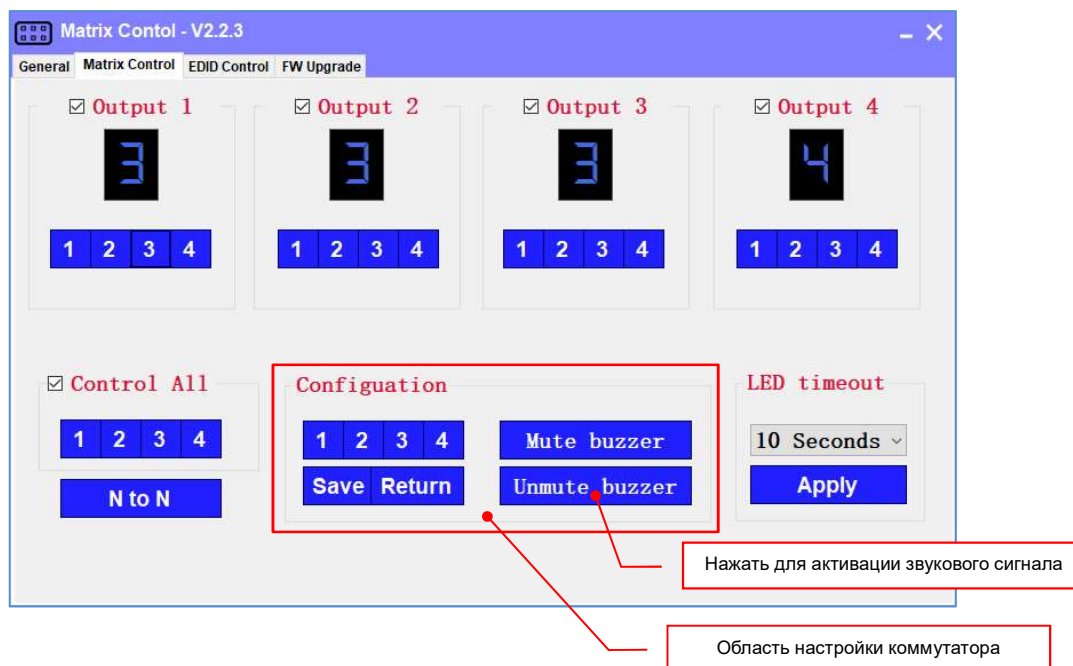 Matrix Contol - V2.2.3
General Matrix Control EDID Control FW Upgrade
Output 1 Output 2 Output 3 Output 4
3 3 3 4
1 2 3 4 1 2 3 4 1 2 3 4 1 2 3 4
Control All Configuation LED timeout
1 2 3 4 1 2 3 4 Mute buzzer 10 Seconds
N to N Save Return Unmute buzzer Apply
Нажать для активации звукового сигнала
Область настройки коммутатора